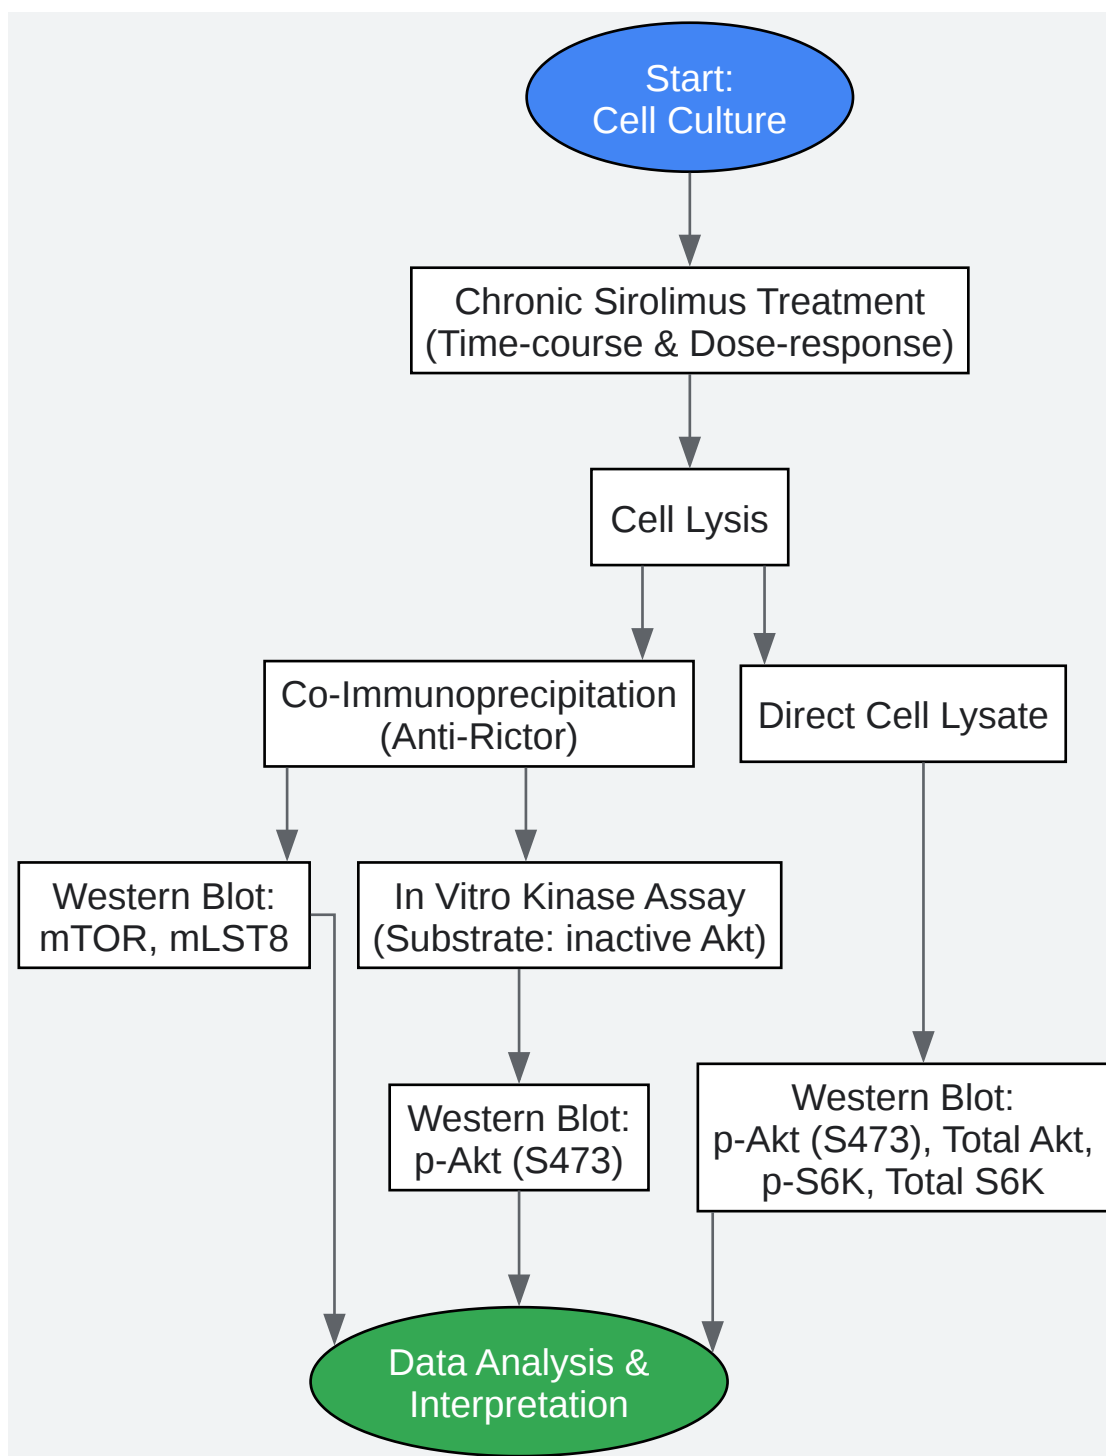 Start:
Cell Culture
Chronic Sirolimus Treatment
(Time-course & Dose-response)
Cell Lysis
Co-Immunoprecipitation
(Anti-Rictor)
Direct Cell Lysate
Western Blot:
mTOR, mLST8
In Vitro Kinase Assay
(Substrate: inactive Akt)
Western Blot:
p-Akt (S473)
Western Blot:
p-Akt (S473), Total Akt,
p-S6K, Total S6K
Data Analysis &
Interpretation